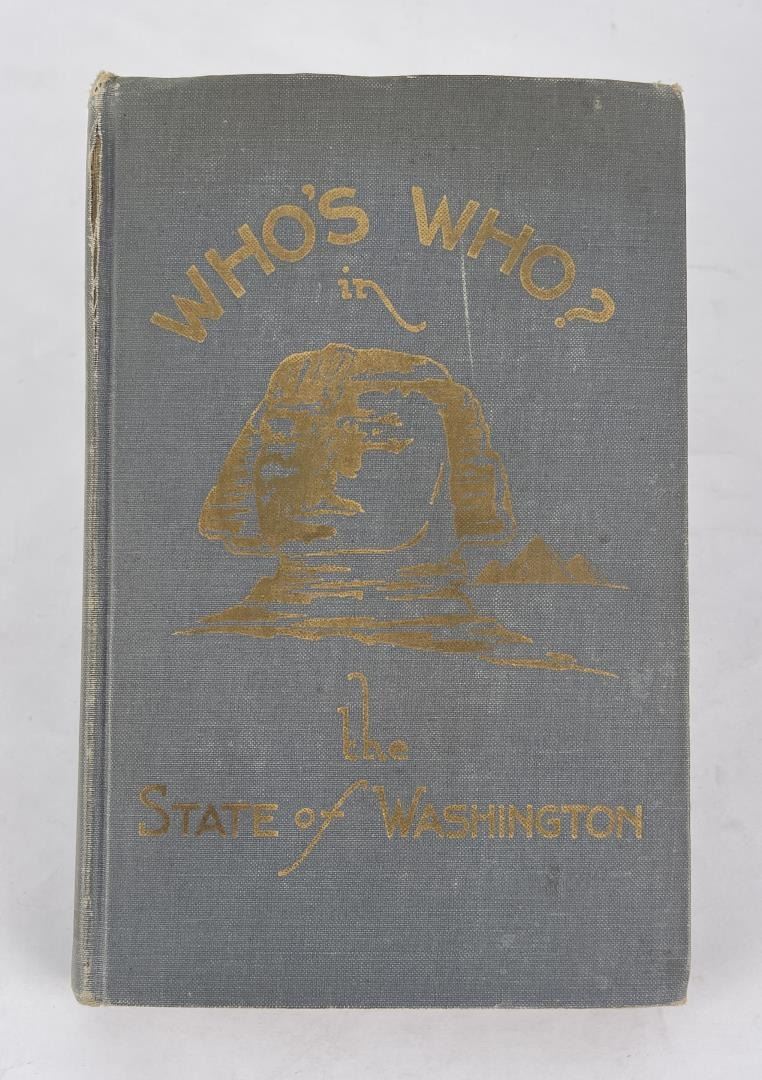 WHO'S WHO?
in
the
STATE of WASHINGTON